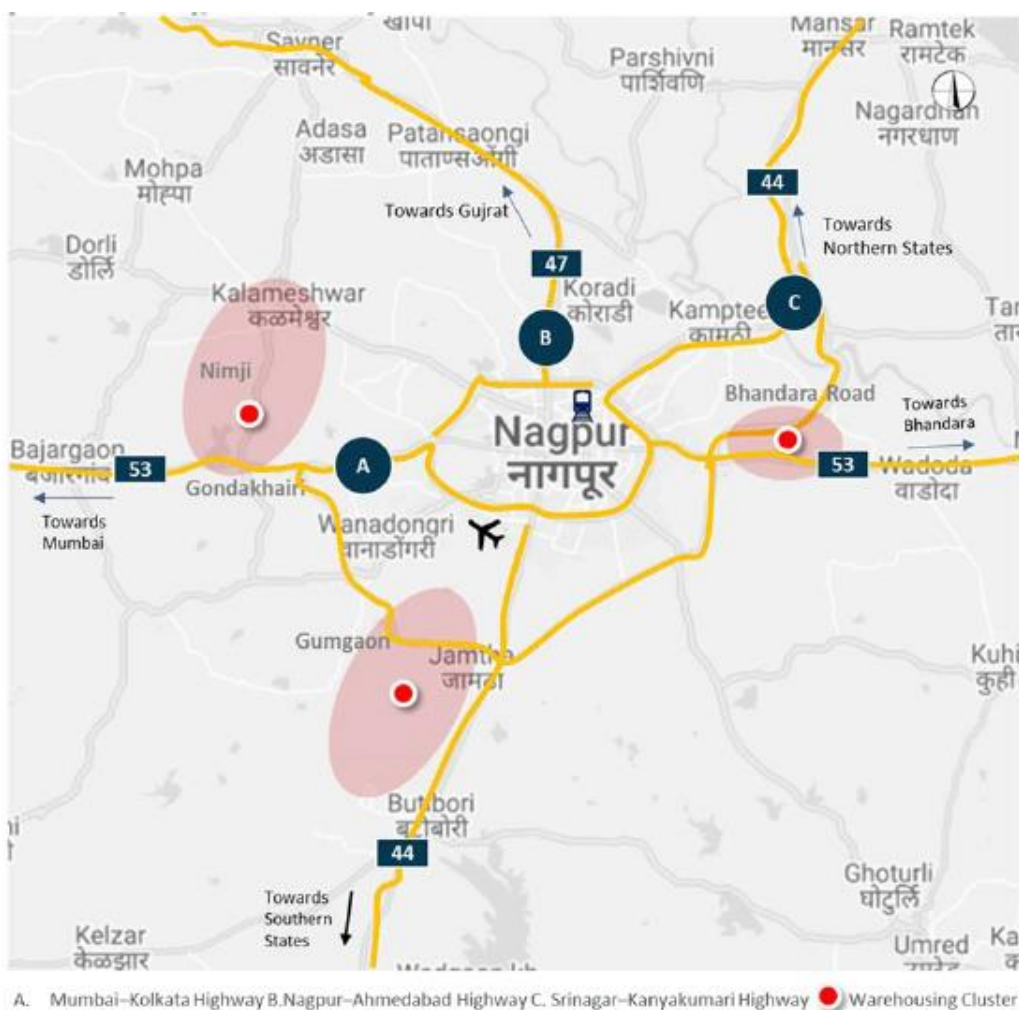 खापा
Savner
सावनेर
Mansar
मानसर
Ramtek
रामटेक
Parshivni
पार्शिवणि
Nagardhan
नगरधाण
Adasa
अडासा
Patansaongi
पाताण्सओंगी
Mohpa
मोह्पा
44
Towards Gujrat
Towards
Northern States
Dorli
डोर्लि
47
Kalameshwar
कळमेश्वर
Koradi
कोराडी
Kamptee
कामठी
C
B
Nimji
Bhandara Road
Towards
Bhandara
Nagpur
नागपूर
Bajargaon
53
A
Gondakhairi
53
Wadoda
वाडोदा
Towards
Mumbai
Wanadongri
वानाडोंगरी
Gumgaon
Jamtha
जामठा
Kuhi
कुही
Butibori
बुटीबोरी
44
Towards
Southern
States
Ghoturli
घोटुर्लि
Kelzar
केळझार
Umred
A. Mumbai–Kolkata Highway B.Nagpur–Ahmedabad Highway C. Srinagar–Kanyakumari Highway Warehousing Cluster